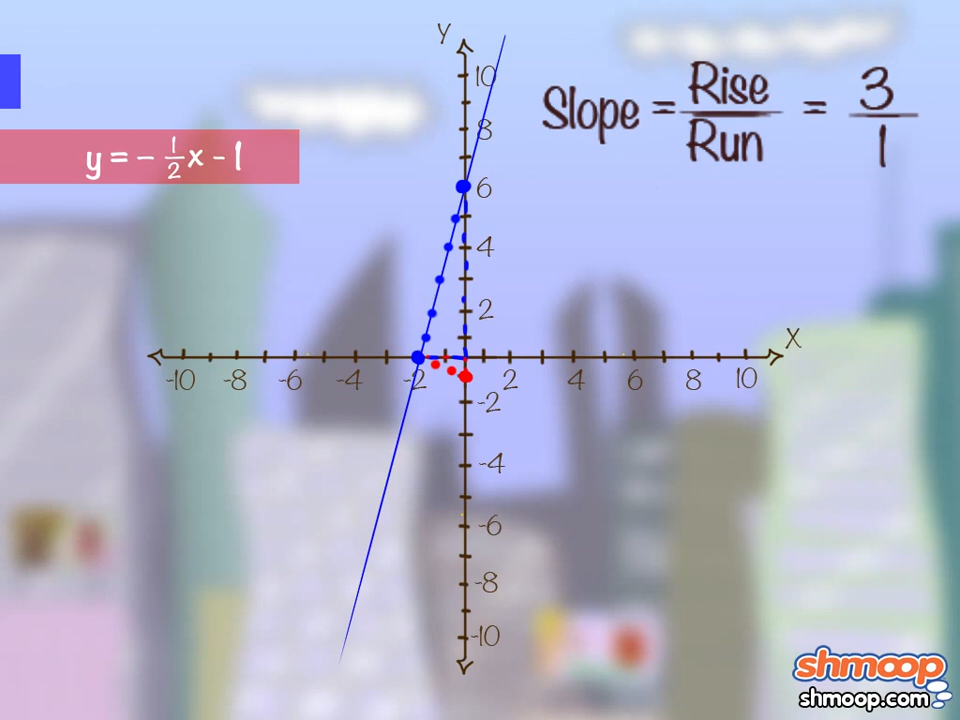 Y
Slope = Rise/Run = 3/1
y = - 1/2 x - 1
10
8
6
4
2
X
-10 -8 -6 -4 -2 2 4 6 8 10
-2
-4
-6
-8
-10
shmoop
shmoop.com